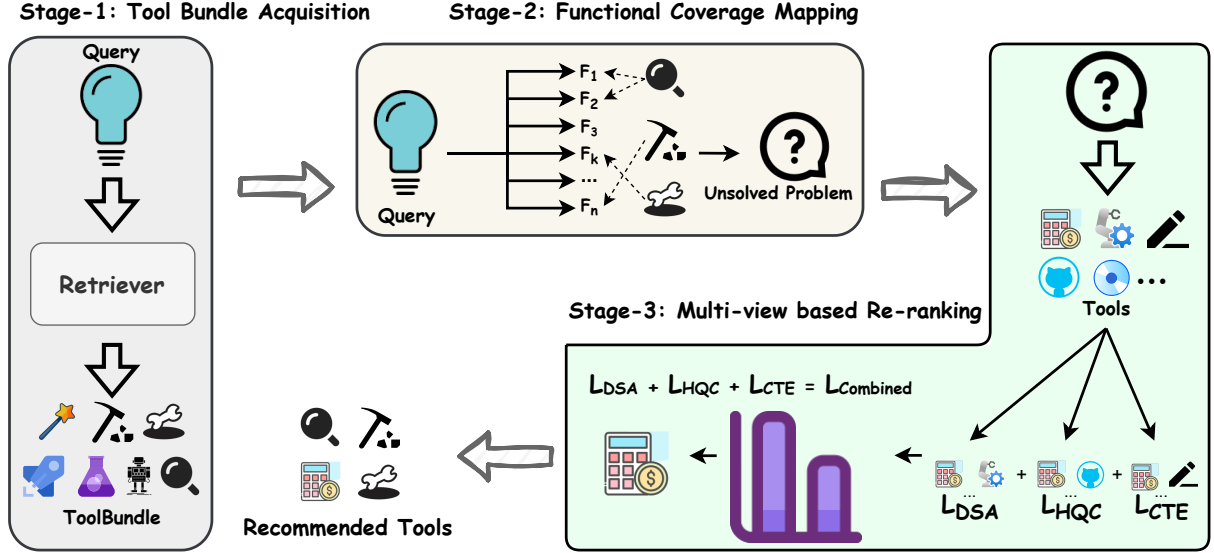 Stage-1: Tool Bundle Acquisition
Query
Retriever
ToolBundle
Stage-2: Functional Coverage Mapping
Query
F1
F2
F3
Fk
...
Fn
Unsolved Problem
?
?
C
$
...
Tools
Stage-3: Multi-view based Re-ranking
LDSA + LHQC + LCTE = LCombined
$
$ ... C + $ ... + $ ...
LDSA LHQC LCTE
$
Recommended Tools